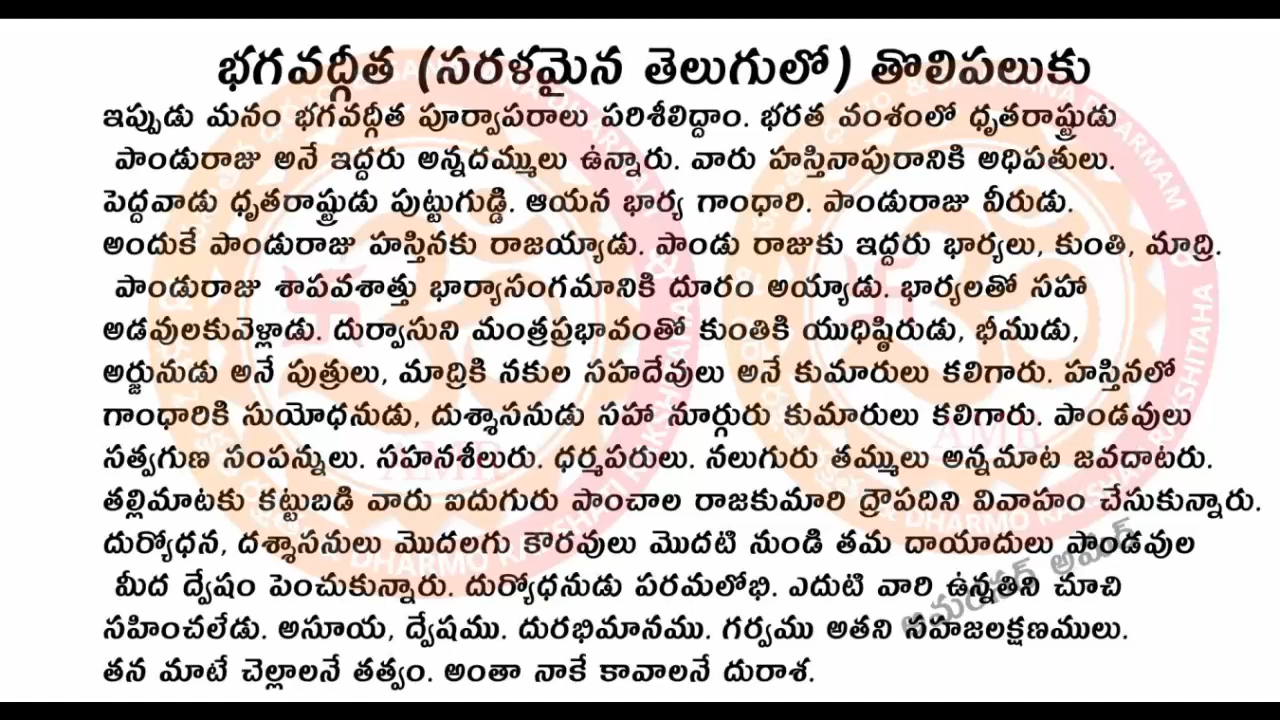 భగవద్గీత (సరళమైన తెలుగులో) తొలిపలుకు
ఇప్పుడు మనం భగవద్గీత పూర్వాపరాలు పరిశీలిద్దాం. భరత వంశంలో ధృతరాష్ట్రుడు
పాండురాజు అనే ఇద్దరు అన్నదమ్ములు ఉన్నారు. వారు హస్తినాపురానికి అధిపతులు.
పెద్దవాడు ధృతరాష్ట్రుడు పుట్టుగుడ్డి. ఆయన భార్య గాంధారి. పాండురాజు వీరుడు.
అందుకే పాండురాజు హస్తినకు రాజయ్యాడు. పాండు రాజుకు ఇద్దరు భార్యలు, కుంతి, మాద్రి.
పాండురాజు శాపవశాత్తు భార్యాసంగమానికి దూరం అయ్యాడు. భార్యలతో సహా
అడవులకువెళ్లాడు. దుర్వాసుని మంత్రప్రభావంతో కుంతికి యుధిష్ఠిరుడు, భీముడు,
అర్జునుడు అనే పుత్రులు, మాద్రికి నకుల సహదేవులు అనే కుమారులు కలిగారు. హస్తినలో
గాంధారికి సుయోధనుడు, దుశ్శాసనుడు సహా నూర్గురు కుమారులు కలిగారు. పాండవులు
సత్వగుణ సంపన్నులు. సహనశీలురు. ధర్మపరులు. నలుగురు తమ్ములు అన్నమాట జవదాటరు.
తల్లిమాటకు కట్టుబడి వారు ఐదుగురు పాంచాల రాజకుమారి ద్రౌపదిని వివాహం చేసుకున్నారు.
దుర్యోధన, దశ్శాసనులు మొదలగు కౌరవులు మొదటి నుండి తమ దాయాదులు పాండవుల
మీద ద్వేషం పెంచుకున్నారు. దుర్యోధనుడు పరమలోభి. ఎదుటి వారి ఉన్నతిని చూచి
సహించలేడు. అసూయ, ద్వేషము. దురభిమానము. గర్వము అతని సహజలక్షణములు.
తన మాటే చెల్లాలనే తత్వం. అంతా నాకే కావాలనే దురాశ.